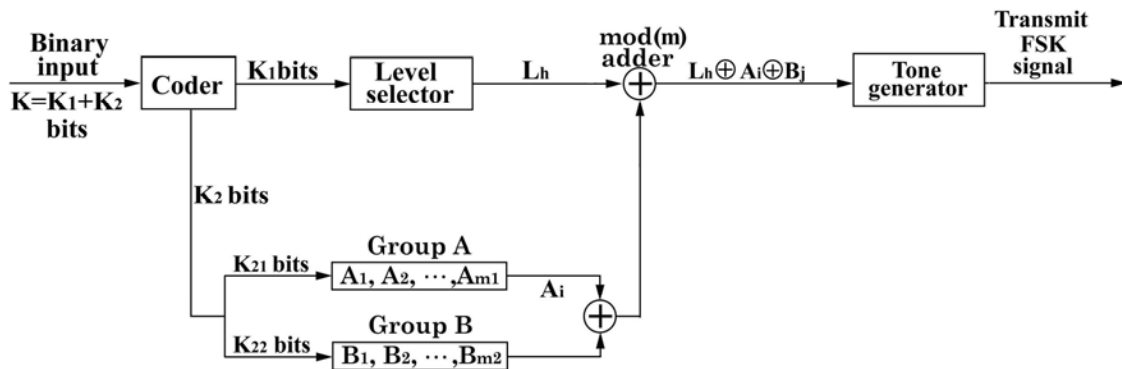 Binary
input
K=K₁+K₂
bits
Coder
K₁bits
Level
selector
Lₕ
mod(m)
adder
Lₕ⊕ Aᵢ⊕Bⱼ
Tone
generator
Transmit
FSK
signal
K₂ bits
K₂₁ bits
Group A
A₁, A₂, ⋯,Aₘ₁
Aᵢ
K₂₂ bits
Group B
B₁, B₂, ⋯,Bₘ₂